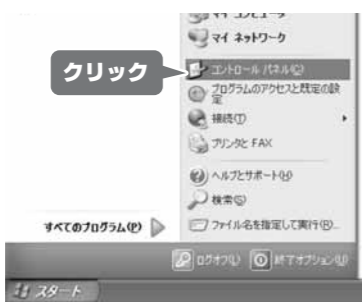 マイ コンピュータ
マイ ネットワーク
クリック
コントロール パネル(C)
プログラムのアクセスと既定の設
定
接続(T)
プリンタと FAX
ヘルプとサポート(H)
検索(S)
ファイル名を指定して実行(R)...
すべてのプログラム(P)
ログオフ(L)
終了オプション(U)
スタート